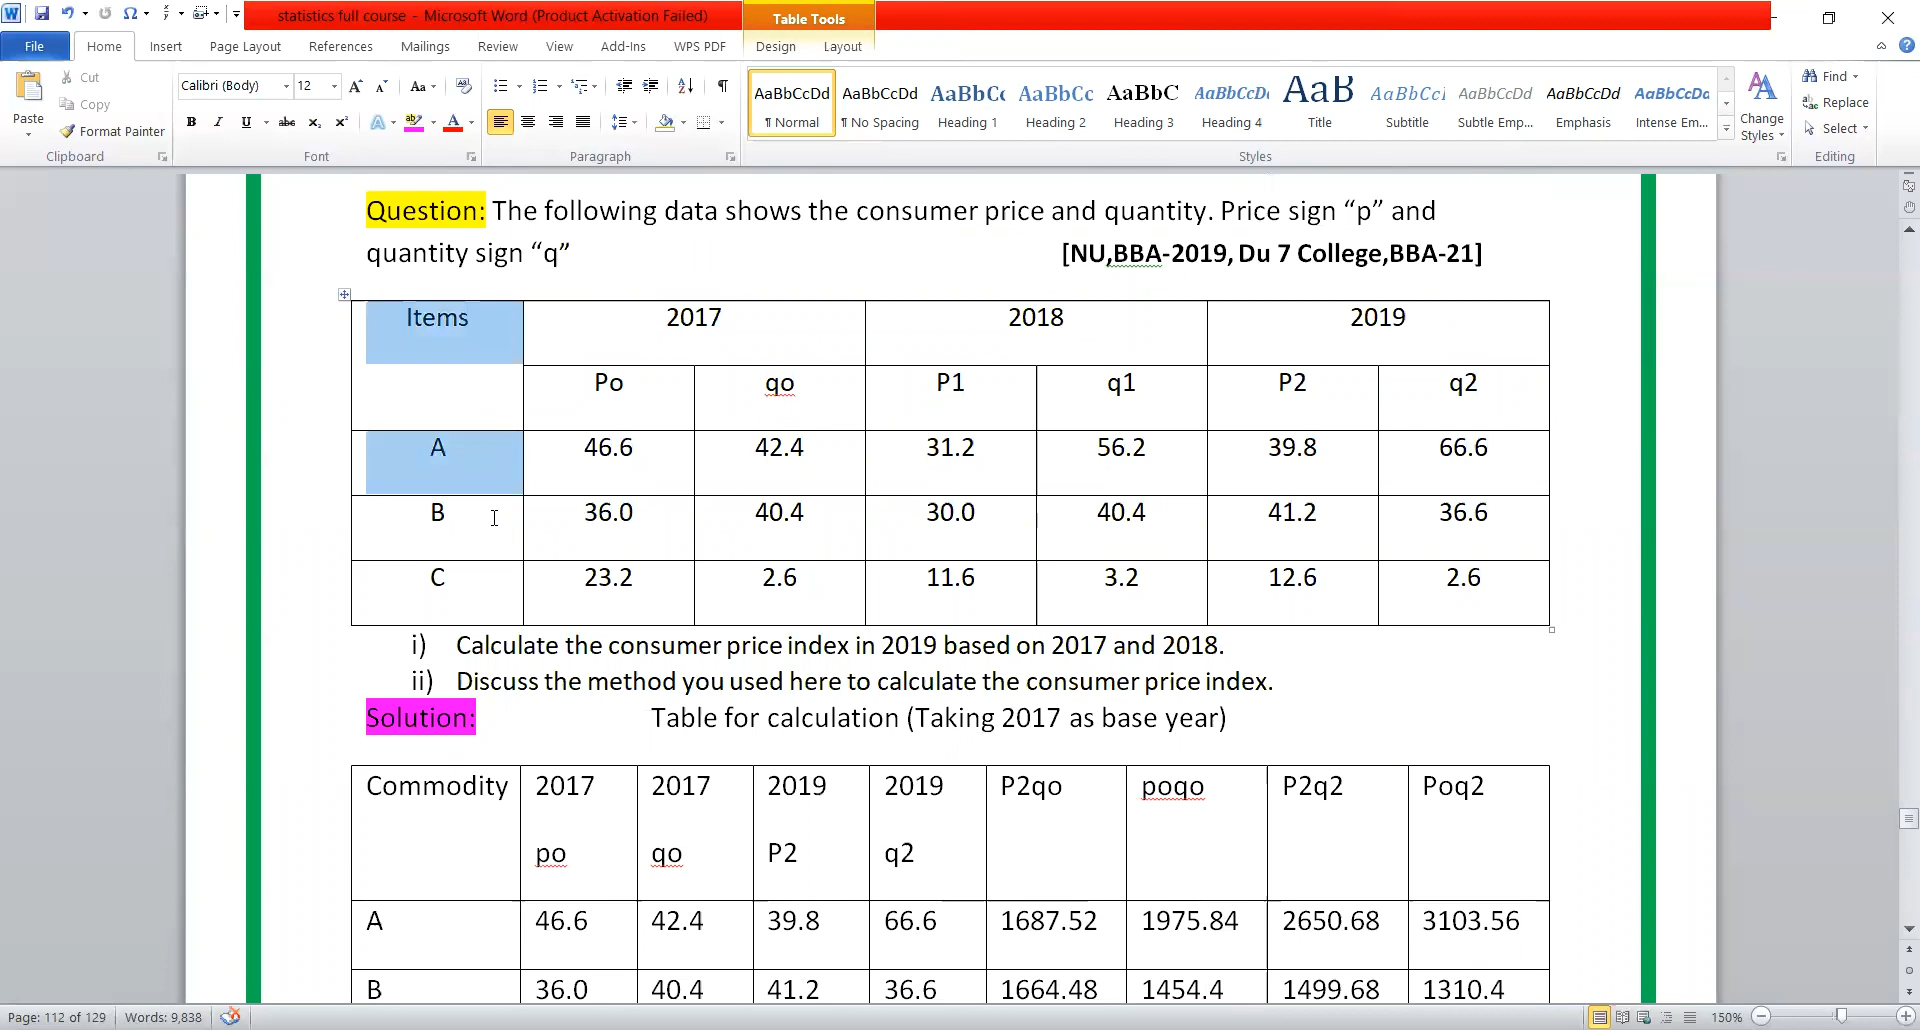 statistics full course - Microsoft Word (Product Activation Failed)
Table Tools
File Home Insert Page Layout References Mailings Review View Add-Ins WPS PDF Design Layout
Paste
Cut
Copy
Format Painter
Clipboard
Calibri (Body) 12
Font
Paragraph
AaBbCcDd AaBbCcDd AaBbCc AaBbCc AaBbC AaBbCcDi AaB AaBbCcI AaBbCcDd AaBbCcDd AaBbCcDd
¶ Normal ¶ No Spacing Heading 1 Heading 2 Heading 3 Heading 4 Title Subtitle Subtle Emp... Emphasis Intense Em...
Styles
Change Styles
Find
Replace
Select
Editing
Question: The following data shows the consumer price and quantity. Price sign “p” and
quantity sign “q” [NU,BBA-2019, Du 7 College,BBA-21]
Items 2017 2018 2019
Po qo P1 q1 P2 q2
A 46.6 42.4 31.2 56.2 39.8 66.6
B 36.0 40.4 30.0 40.4 41.2 36.6
C 23.2 2.6 11.6 3.2 12.6 2.6
i) Calculate the consumer price index in 2019 based on 2017 and 2018.
ii) Discuss the method you used here to calculate the consumer price index.
Solution: Table for calculation (Taking 2017 as base year)
Commodity 2017 2017 2019 2019 P2qo poqo P2q2 Poq2
po qo P2 q2
A 46.6 42.4 39.8 66.6 1687.52 1975.84 2650.68 3103.56
B 36.0 40.4 41.2 36.6 1664.48 1454.4 1499.68 1310.4
Page: 112 of 129 Words: 9,838 150%